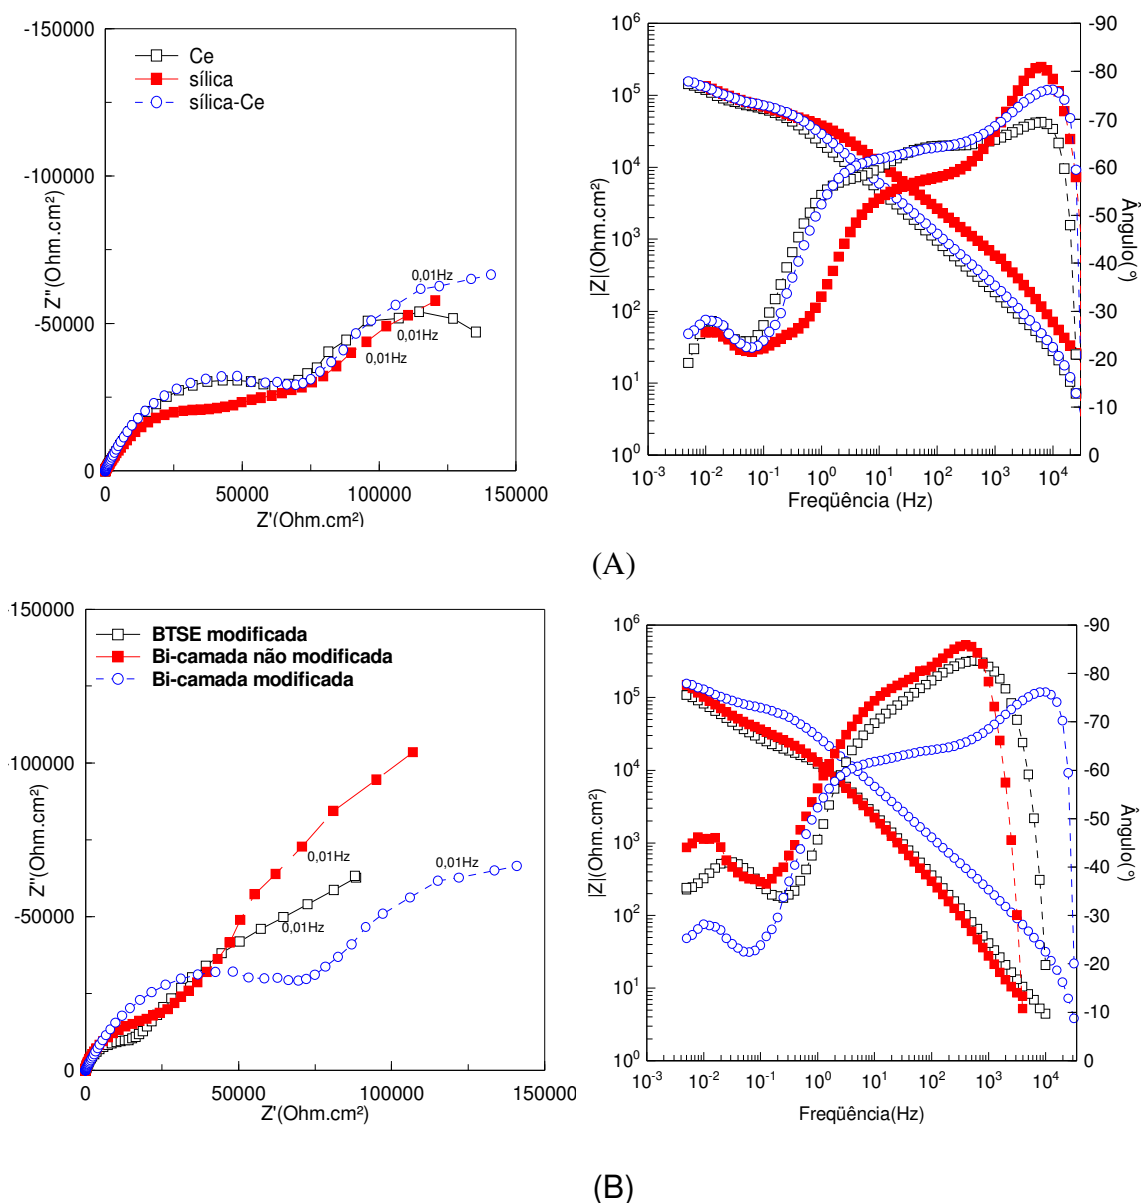 -150000
Ce
sílica
sílica-Ce
-100000
-50000
0
Z''(Ohm.cm²)
0,01Hz
0,01Hz
0,01Hz
0 50000 100000 150000
Z'(Ohm.cm²)
10⁶
10⁵
10⁴
10³
10²
10¹
10⁰
|Z|(Ohm.cm²)
-90
-80
-70
-60
-50
-40
-30
-20
-10
0
Ângulo(°)
10⁻³ 10⁻² 10⁻¹ 10⁰ 10¹ 10² 10³ 10⁴
Freqüência (Hz)
(A)
-150000
BTSE modificada
Bi-camada não modificada
Bi-camada modificada
-100000
-50000
0
Z''(Ohm.cm²)
0,01Hz
0,01Hz
0,01Hz
0 50000 100000 150000
Z'(Ohm.cm²)
10⁶
10⁵
10⁴
10³
10²
10¹
10⁰
|Z|(Ohm.cm²)
-90
-80
-70
-60
-50
-40
-30
-20
-10
0
Ângulo(°)
10⁻³ 10⁻² 10⁻¹ 10⁰ 10¹ 10² 10³ 10⁴
Freqüência(Hz)
(B)